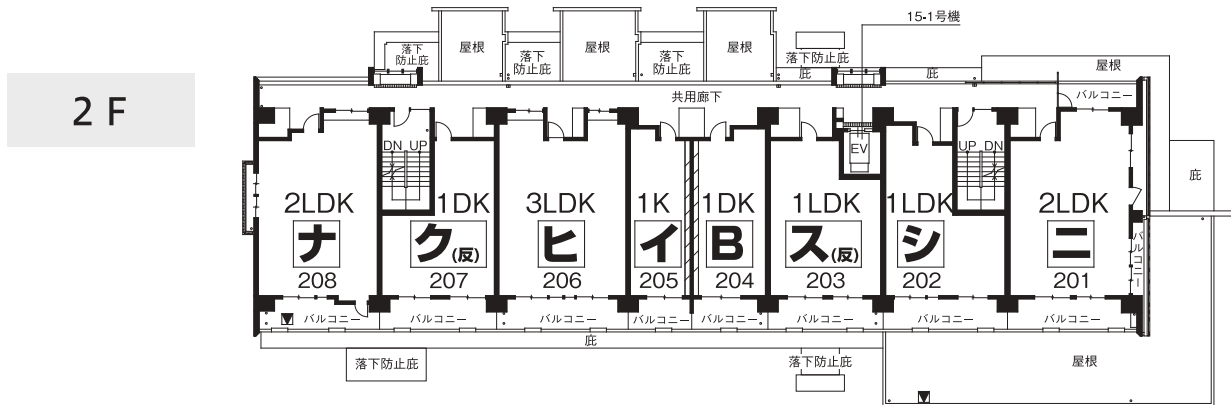 15-1号機
2 F
落下
防止庇
屋根
落下
防止庇
屋根
落下
防止庇
屋根
落下防止庇
庇
庇
屋根
バルコニー
共用廊下
庇
DN UP
EV
UP DN
2LDK
ナ
208
1DK
ク(反)
207
3LDK
ヒ
206
1K
イ
205
1DK
B
204
1LDK
ス(反)
203
1LDK
シ
202
2LDK
ニ
201
バルコニー
バルコニー
バルコニー
バルコニー
バルコニー
バルコニー
バルコニー
バルコニー
バルコニー
庇
落下防止庇
落下防止庇
屋根